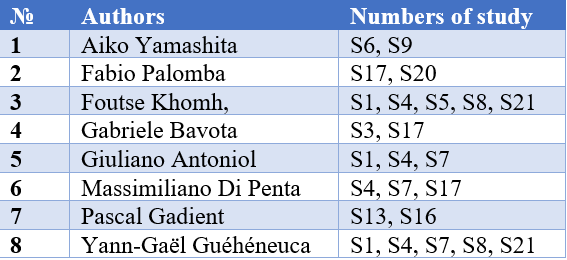 № Authors Numbers of study
1 Aiko Yamashita S6, S9
2 Fabio Palomba S17, S20
3 Foutse Khomh, S1, S4, S5, S8, S21
4 Gabriele Bavota S3, S17
5 Giuliano Antoniol S1, S4, S7
6 Massimiliano Di Penta S4, S7, S17
7 Pascal Gadient S13, S16
8 Yann-Gaël Guéhéneuca S1, S4, S7, S8, S21